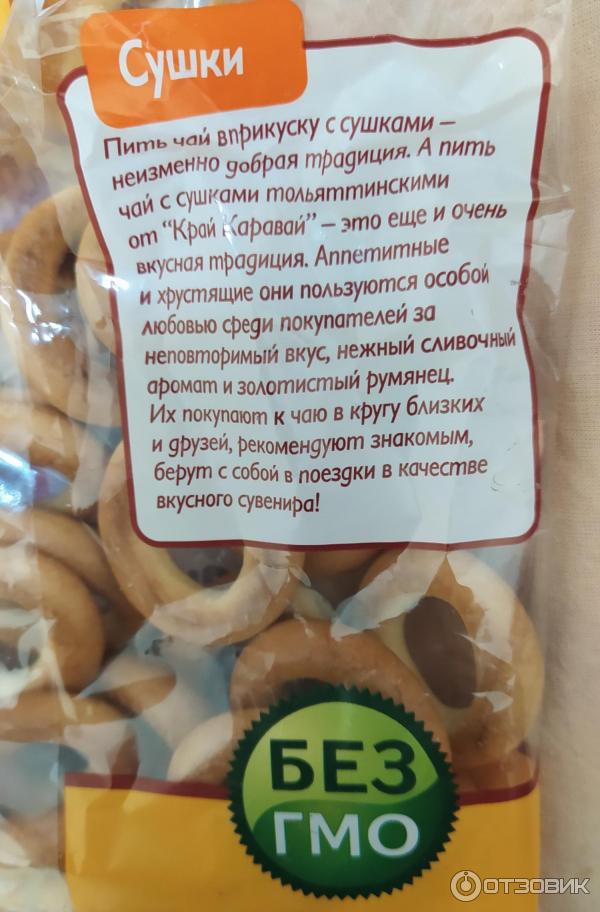 Сушки
Пить чай вприкуску с сушками –
неизменно добрая традиция. А пить
чай с сушками тольяттинскими
от “Край Каравай” – это еще и очень
вкусная традиция. Аппетитные
и хрустящие они пользуются особой
любовью среди покупателей за
неповторимый вкус, нежный сливочный
аромат и золотистый румянец.
Их покупают к чаю в кругу близких
и друзей, рекомендуют знакомым,
берут с собой в поездки в качестве
вкусного сувенира!
БЕЗ
ГМО
ОТЗОВИК